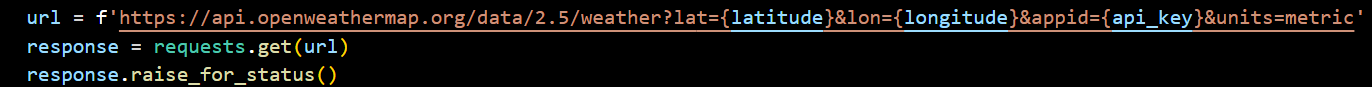 url = f'https://api.openweathermap.org/data/2.5/weather?lat={latitude}&lon={longitude}&appid={api_key}&units=metric'
response = requests.get(url)
response.raise_for_status()